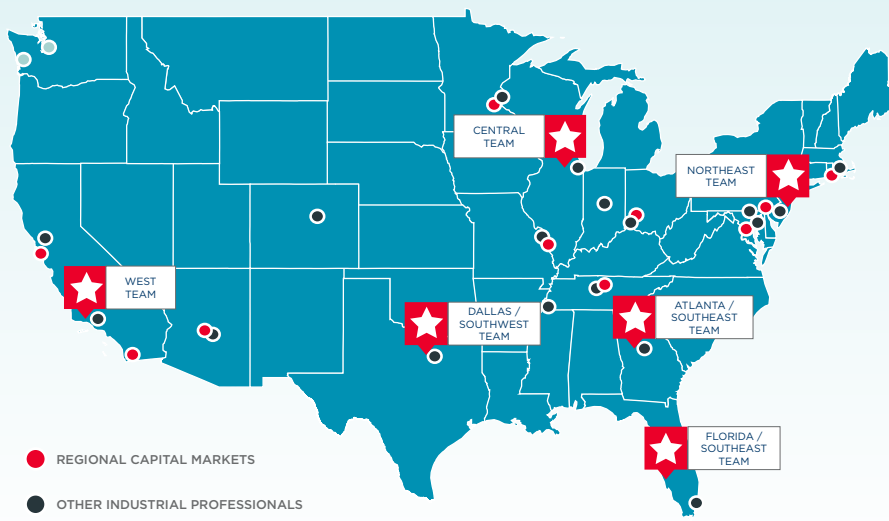 CENTRAL
TEAM
NORTHEAST
TEAM
WEST
TEAM
DALLAS /
SOUTHWEST
TEAM
ATLANTA /
SOUTHEAST
TEAM
FLORIDA /
SOUTHEAST
TEAM
REGIONAL CAPITAL MARKETS
OTHER INDUSTRIAL PROFESSIONALS